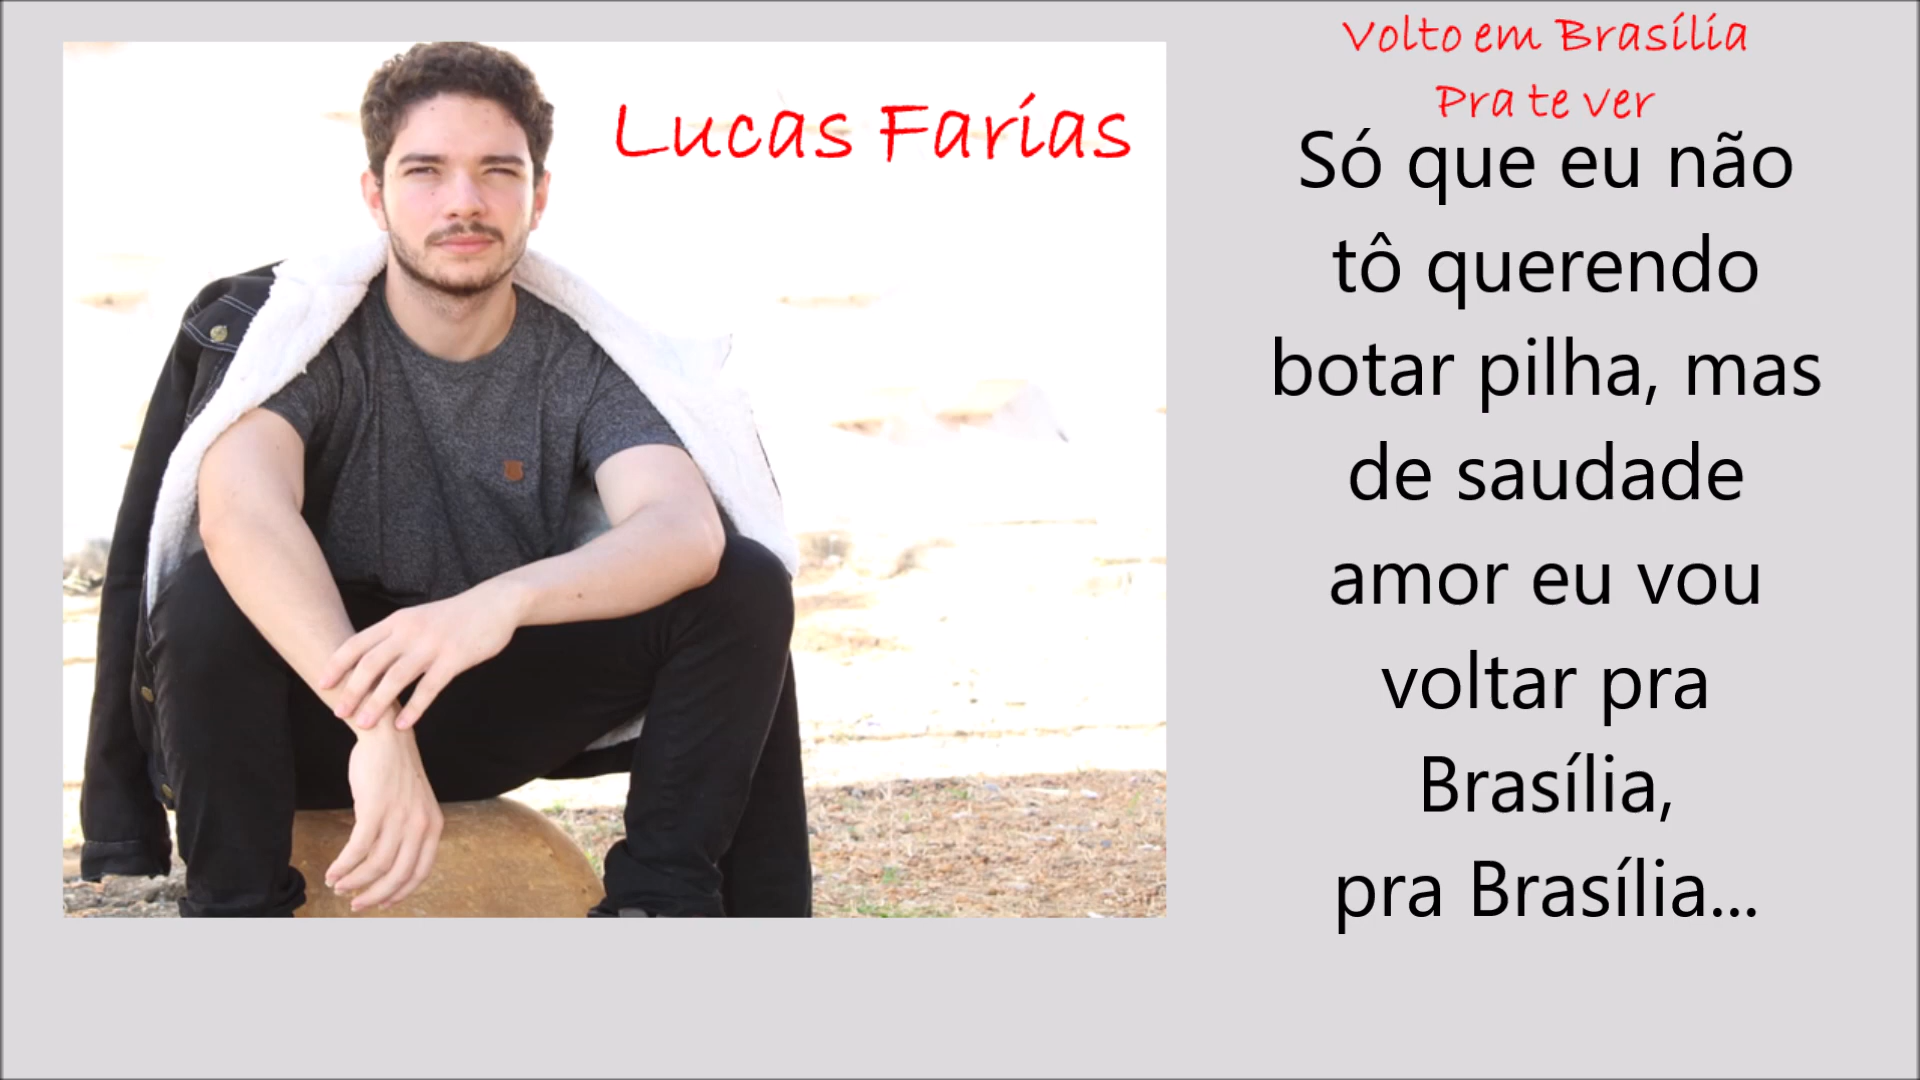 Lucas Farias
Volto em Brasília
Pra te ver
Só que eu não
tô querendo
botar pilha, mas
de saudade
amor eu vou
voltar pra
Brasília,
pra Brasília...